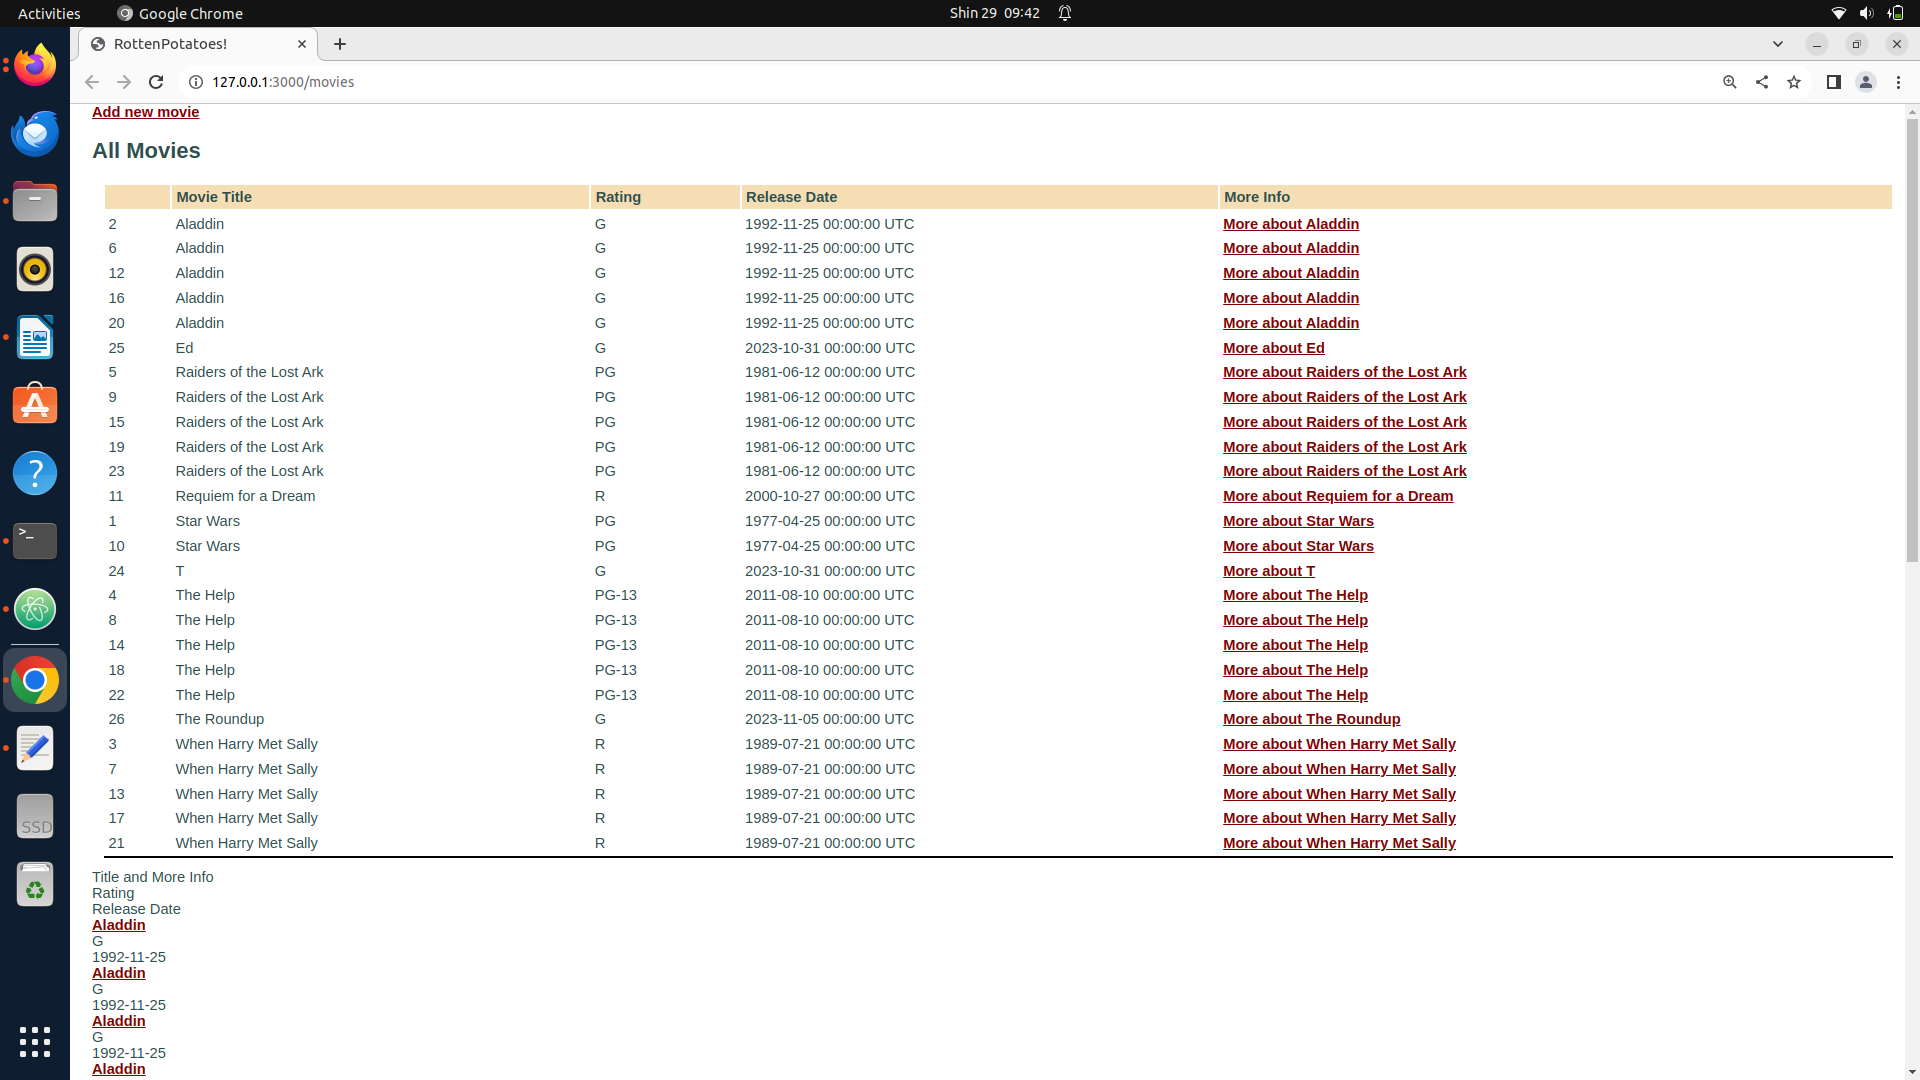 Activities Google Chrome Shin 29 09:42
RottenPotatoes!
127.0.0.1:3000/movies
Add new movie
All Movies
Movie Title Rating Release Date More Info
2 Aladdin G 1992-11-25 00:00:00 UTC More about Aladdin
6 Aladdin G 1992-11-25 00:00:00 UTC More about Aladdin
12 Aladdin G 1992-11-25 00:00:00 UTC More about Aladdin
16 Aladdin G 1992-11-25 00:00:00 UTC More about Aladdin
20 Aladdin G 1992-11-25 00:00:00 UTC More about Aladdin
25 Ed G 2023-10-31 00:00:00 UTC More about Ed
5 Raiders of the Lost Ark PG 1981-06-12 00:00:00 UTC More about Raiders of the Lost Ark
9 Raiders of the Lost Ark PG 1981-06-12 00:00:00 UTC More about Raiders of the Lost Ark
15 Raiders of the Lost Ark PG 1981-06-12 00:00:00 UTC More about Raiders of the Lost Ark
19 Raiders of the Lost Ark PG 1981-06-12 00:00:00 UTC More about Raiders of the Lost Ark
23 Raiders of the Lost Ark PG 1981-06-12 00:00:00 UTC More about Raiders of the Lost Ark
11 Requiem for a Dream R 2000-10-27 00:00:00 UTC More about Requiem for a Dream
1 Star Wars PG 1977-04-25 00:00:00 UTC More about Star Wars
10 Star Wars PG 1977-04-25 00:00:00 UTC More about Star Wars
24 T G 2023-10-31 00:00:00 UTC More about T
4 The Help PG-13 2011-08-10 00:00:00 UTC More about The Help
8 The Help PG-13 2011-08-10 00:00:00 UTC More about The Help
14 The Help PG-13 2011-08-10 00:00:00 UTC More about The Help
18 The Help PG-13 2011-08-10 00:00:00 UTC More about The Help
22 The Help PG-13 2011-08-10 00:00:00 UTC More about The Help
26 The Roundup G 2023-11-05 00:00:00 UTC More about The Roundup
3 When Harry Met Sally R 1989-07-21 00:00:00 UTC More about When Harry Met Sally
7 When Harry Met Sally R 1989-07-21 00:00:00 UTC More about When Harry Met Sally
13 When Harry Met Sally R 1989-07-21 00:00:00 UTC More about When Harry Met Sally
17 When Harry Met Sally R 1989-07-21 00:00:00 UTC More about When Harry Met Sally
21 When Harry Met Sally R 1989-07-21 00:00:00 UTC More about When Harry Met Sally
SSD
Title and More Info
Rating
Release Date
Aladdin
G
1992-11-25
Aladdin
G
1992-11-25
Aladdin
G
1992-11-25
Aladdin